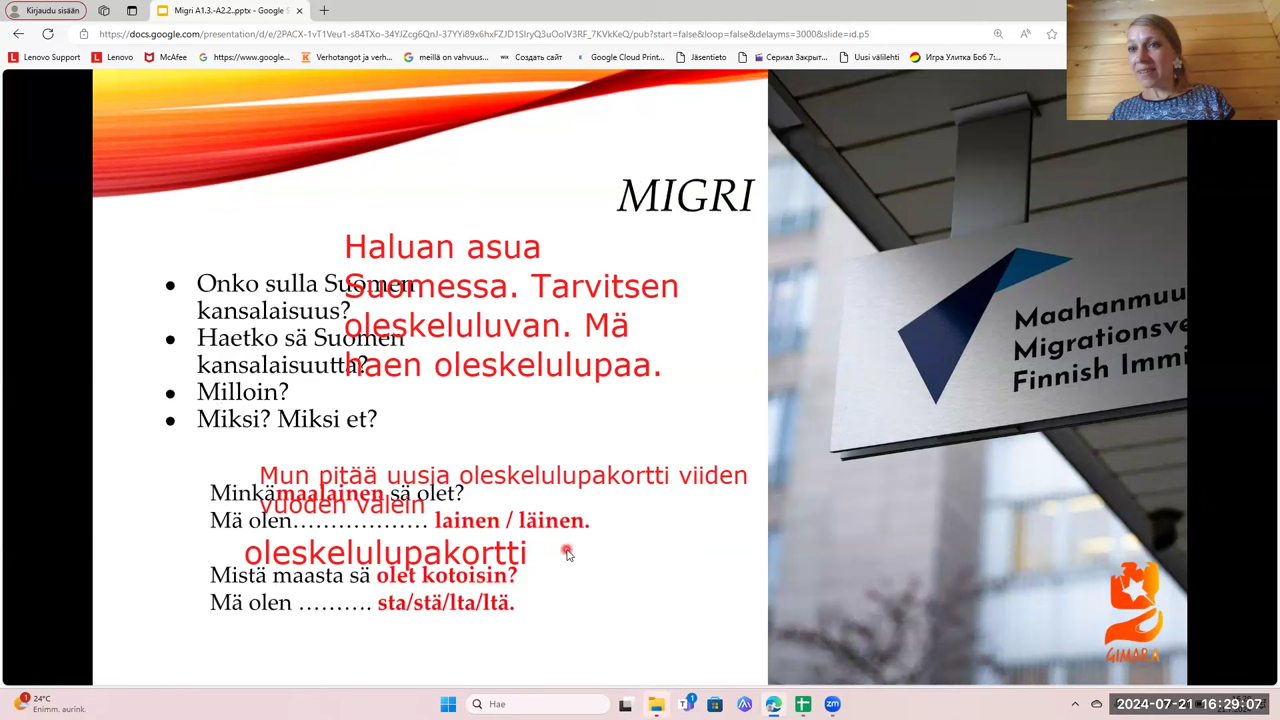 Kirjaudu sisään
Migri A1.3.-A2.2..pptx - Google S
https://docs.google.com/presentation/d/e/2PACX-1vT1Veu1-s84TXo-34YJZcg6QnJ-37YYi89x6hxFZJD1SlryQ3uOoIV3RF_7KVkKeQ/pub?start=false&loop=false&delayms=3000&slide=id.p5
Lenovo Support
Lenovo
McAfee
https://www.google...
Verhotangot ja verh...
meillä on vahvuus...
Создать сайт
Google Cloud Print...
Jäsentieto
Сериал Закрыт...
Uusi välilehti
Игра Улитка Боб 7:...
MIGRI
Haluan asua
Suomessa. Tarvitsen
oleskeluluvan. Mä
haen oleskelulupaa.
Onko sulla Suomen
kansalaisuus?
Haetko sä Suomen
kansalaisuutta?
Milloin?
Miksi? Miksi et?
Mun pitää uusia oleskelulupakortti viiden
vuoden välein
Minkämaalainen sä olet?
Mä olen……………… lainen / läinen.
oleskelulupakortti
Mistä maasta sä olet kotoisin?
Mä olen ………. sta/stä/lta/ltä.
Maahanmuu
Migrationsve
Finnish Immi
GIMARA
24°C
Enimm. aurink.
Hae
2024-07-21 16:29:07